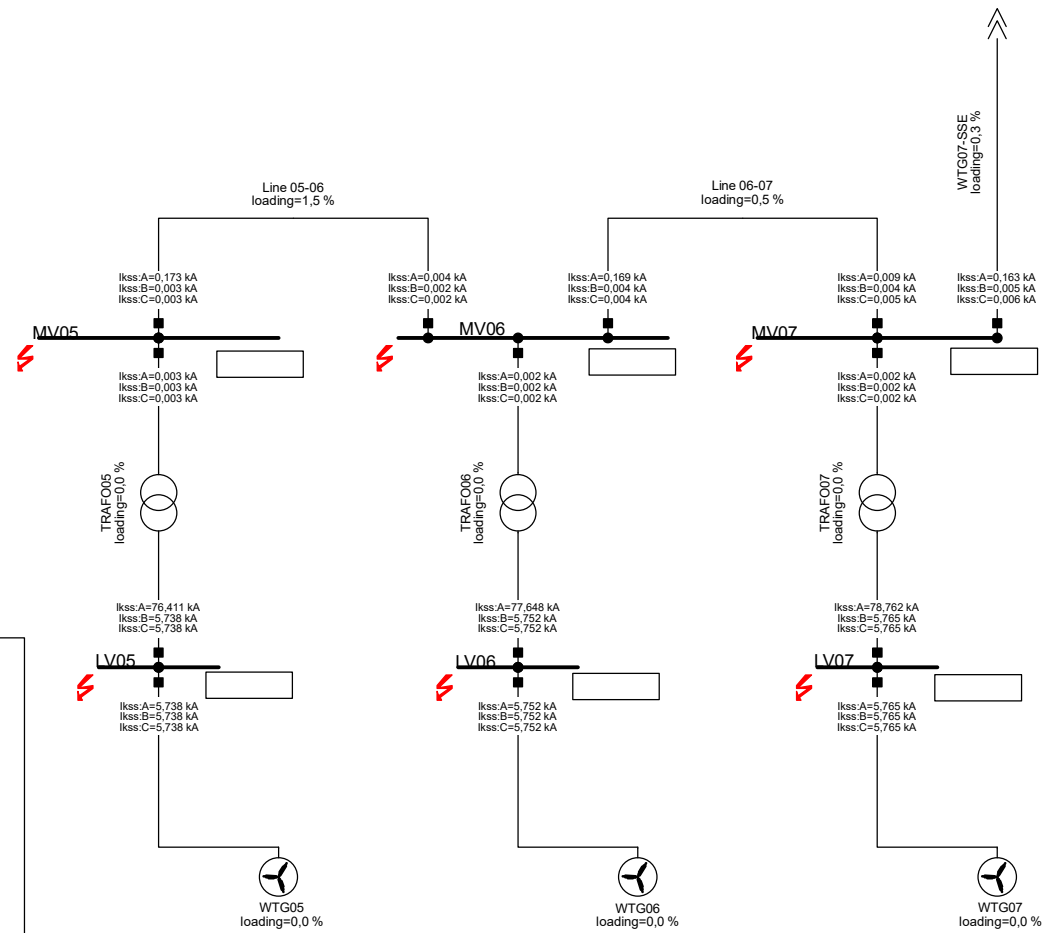 WTG07-SSE
loading=0,3 %
Line 05-06
loading=1,5 %
Line 06-07
loading=0,5 %
Ikss:A=0,173 kA
Ikss:B=0,003 kA
Ikss:C=0,003 kA
Ikss:A=0,004 kA
Ikss:B=0,002 kA
Ikss:C=0,002 kA
Ikss:A=0,169 kA
Ikss:B=0,004 kA
Ikss:C=0,004 kA
Ikss:A=0,009 kA
Ikss:B=0,004 kA
Ikss:C=0,005 kA
Ikss:A=0,163 kA
Ikss:B=0,005 kA
Ikss:C=0,006 kA
MV05
MV06
MV07
Ikss:A=0,003 kA
Ikss:B=0,003 kA
Ikss:C=0,003 kA
Ikss:A=0,002 kA
Ikss:B=0,002 kA
Ikss:C=0,002 kA
Ikss:A=0,002 kA
Ikss:B=0,002 kA
Ikss:C=0,002 kA
TRAFO05
loading=0,0 %
TRAFO06
loading=0,0 %
TRAFO07
loading=0,0 %
Ikss:A=76,411 kA
Ikss:B=5,738 kA
Ikss:C=5,738 kA
Ikss:A=77,648 kA
Ikss:B=5,752 kA
Ikss:C=5,752 kA
Ikss:A=78,762 kA
Ikss:B=5,765 kA
Ikss:C=5,765 kA
LV05
LV06
LV07
Ikss:A=5,738 kA
Ikss:B=5,738 kA
Ikss:C=5,738 kA
Ikss:A=5,752 kA
Ikss:B=5,752 kA
Ikss:C=5,752 kA
Ikss:A=5,765 kA
Ikss:B=5,765 kA
Ikss:C=5,765 kA
WTG05
loading=0,0 %
WTG06
loading=0,0 %
WTG07
loading=0,0 %